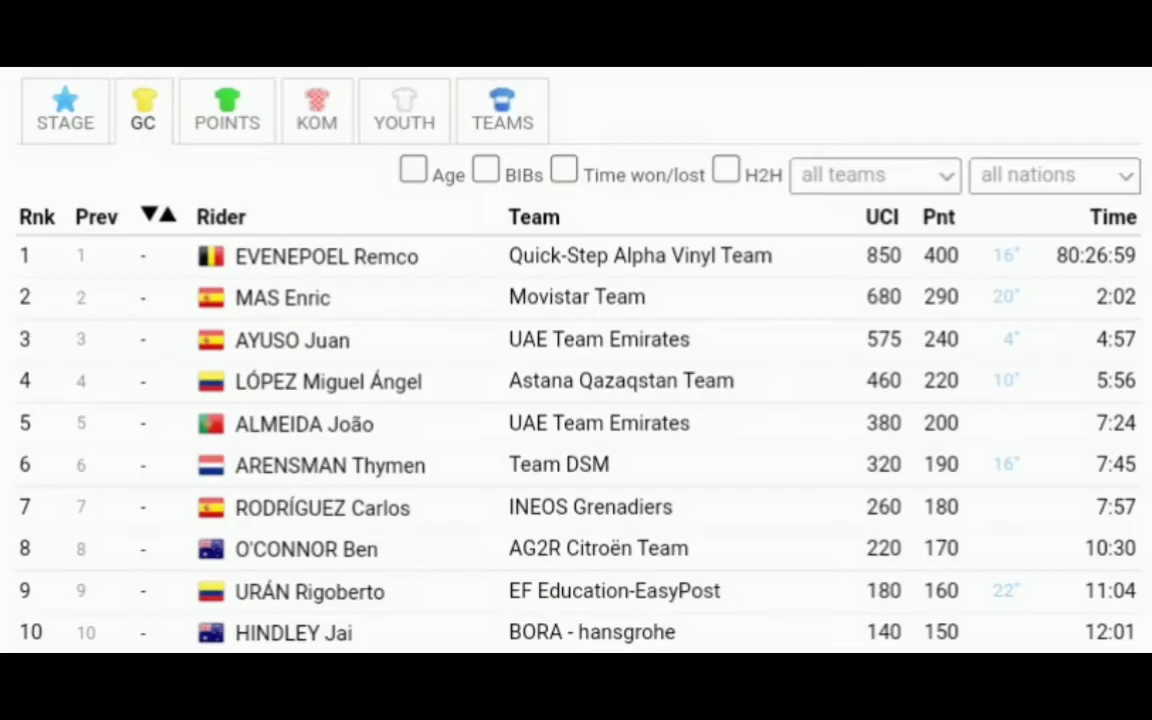 STAGE GC POINTS KOM YOUTH TEAMS
Age BIBs Time won/lost H2H all teams all nations
Rnk Prev ▼▲ Rider Team UCI Pnt Time
1 1 - EVENEPOEL Remco Quick-Step Alpha Vinyl Team 850 400 16" 80:26:59
2 2 - MAS Enric Movistar Team 680 290 20" 2:02
3 3 - AYUSO Juan UAE Team Emirates 575 240 4" 4:57
4 4 - LÓPEZ Miguel Ángel Astana Qazaqstan Team 460 220 10" 5:56
5 5 - ALMEIDA João UAE Team Emirates 380 200 7:24
6 6 - ARENSMAN Thymen Team DSM 320 190 16" 7:45
7 7 - RODRÍGUEZ Carlos INEOS Grenadiers 260 180 7:57
8 8 - O'CONNOR Ben AG2R Citroën Team 220 170 10:30
9 9 - URÁN Rigoberto EF Education-EasyPost 180 160 22" 11:04
10 10 - HINDLEY Jai BORA - hansgrohe 140 150 12:01